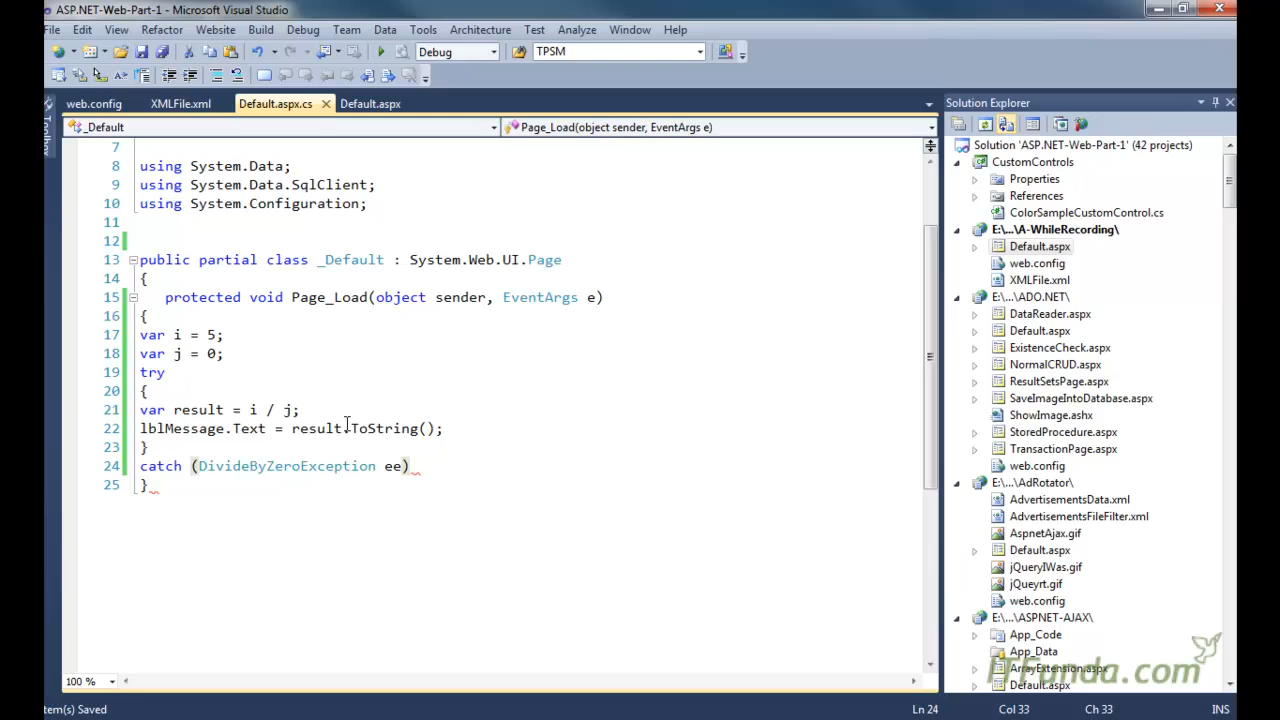 ASP.NET-Web-Part-1 - Microsoft Visual Studio
File Edit View Refactor Website Build Debug Team Data Tools Architecture Test Analyze Window Help
Debug TPSM
web.config XMLFile.xml Default.aspx.cs Default.aspx
Solution Explorer
Toolbox
_Default Page_Load(object sender, EventArgs e)
7
8 using System.Data;
9 using System.Data.SqlClient;
10 using System.Configuration;
11
12
13 public partial class _Default : System.Web.UI.Page
14 {
15 protected void Page_Load(object sender, EventArgs e)
16 {
17 var i = 5;
18 var j = 0;
19 try
20 {
21 var result = i / j;
22 lblMessage.Text = result.ToString();
23 }
24 catch (DivideByZeroException ee)
25 }
Solution 'ASP.NET-Web-Part-1' (42 projects)
CustomControls
Properties
References
ColorSampleCustomControl.cs
E:\...\A-WhileRecording\
Default.aspx
web.config
XMLFile.xml
E:\...\ADO.NET\
DataReader.aspx
Default.aspx
ExistenceCheck.aspx
NormalCRUD.aspx
ResultSetsPage.aspx
SaveImageIntoDatabase.aspx
ShowImage.ashx
StoredProcedure.aspx
TransactionPage.aspx
web.config
E:\...\AdRotator\
AdvertisementsData.xml
AdvertisementsFileFilter.xml
AspnetAjax.gif
Default.aspx
jQueryIWas.gif
jQueyrt.gif
web.config
E:\...\ASPNET-AJAX\
App_Code
App_Data
ArrayExtension.aspx
Default.aspx
ITFunda.com
100 %
Item(s) Saved Ln 24 Col 33 Ch 33 INS